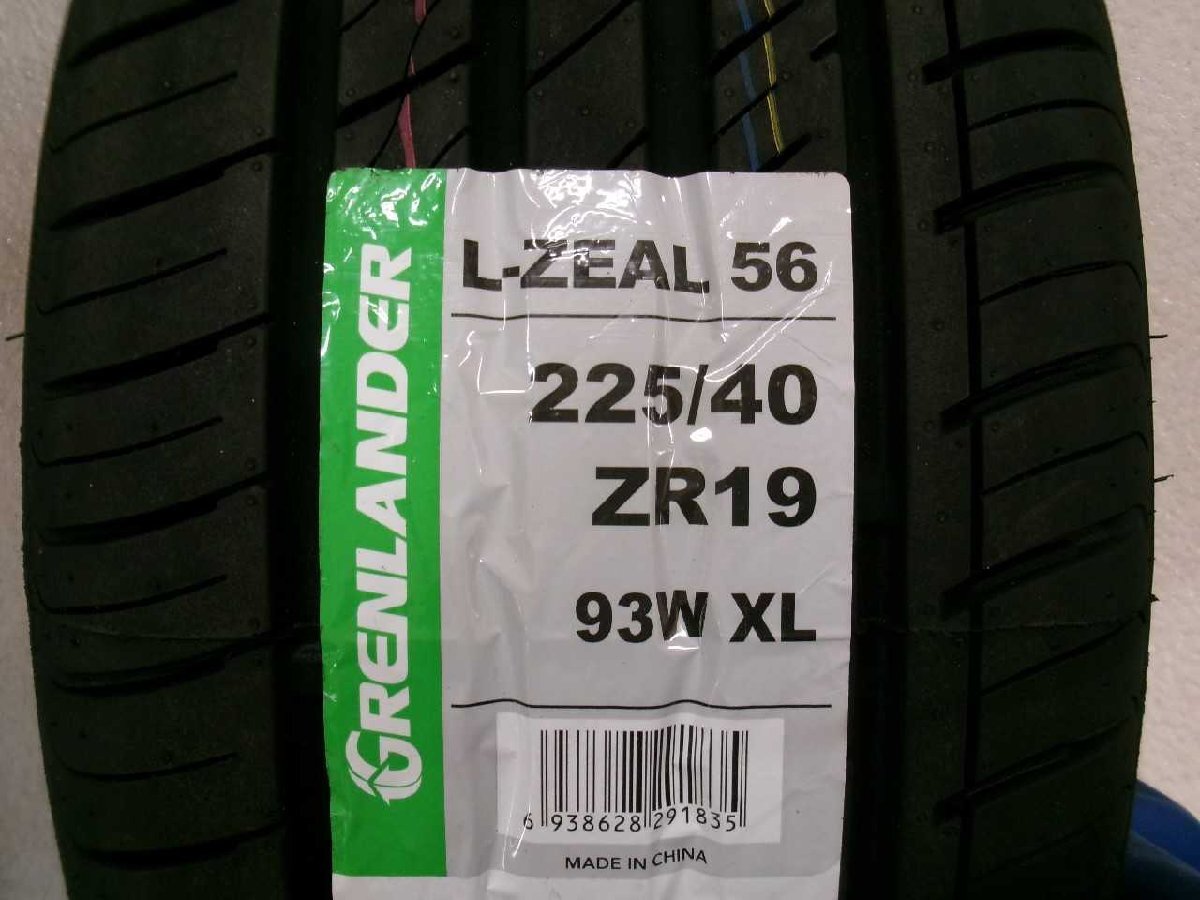 GRENLANDER
L-ZEAL 56
225/40
ZR19
93W XL
6 938628 291835
MADE IN CHINA